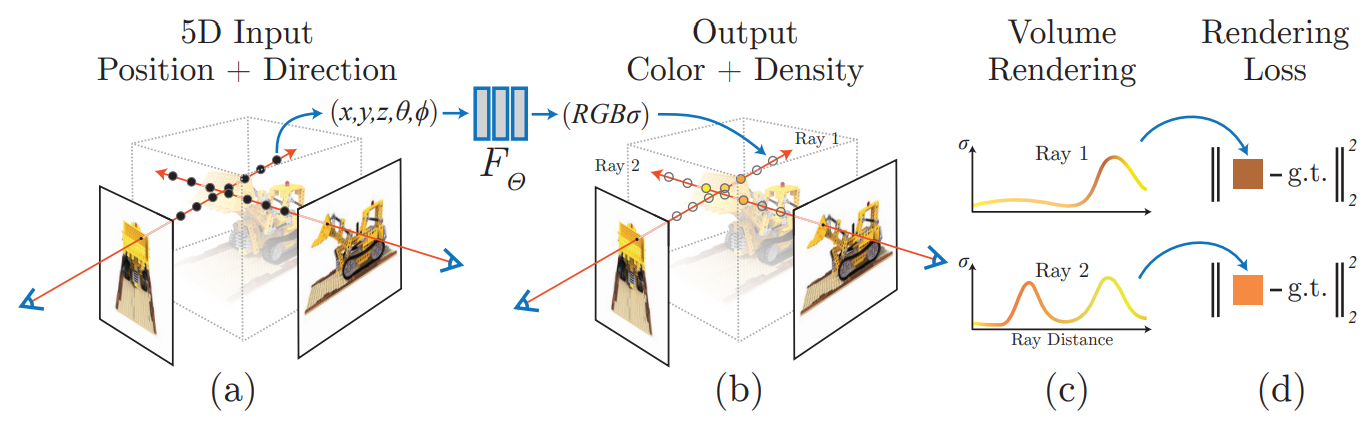 5D Input
Position + Direction
Output
Color + Density
Volume
Rendering
Rendering
Loss
(x,y,z,θ,ϕ)
(RGBσ)
F_Θ
Ray 1
Ray 2
σ
Ray 1
‖ – g.t. ‖²₂
σ
Ray 2
‖ – g.t. ‖²₂
Ray Distance
(a)
(b)
(c)
(d)